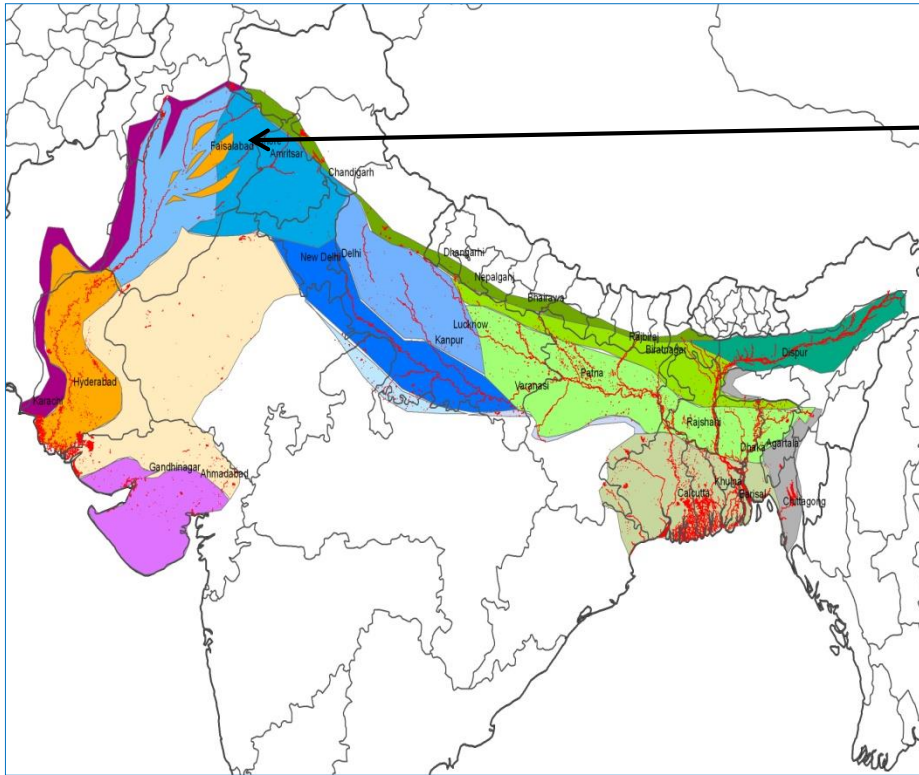 Faisalabad
Amritsar
Chandigarh
New Delhi
Delhi
Dhangarhi
Nepalganj
Bhairawa
Lucknow
Kanpur
Rajbiraj
Biratnagar
Dispur
Hyderabad
Karachi
Varanasi
Patna
Rajshahi
Dhaka
Agartala
Gandhinagar
Ahmadabad
Calcutta
Khulna
Barisal
Chittagong